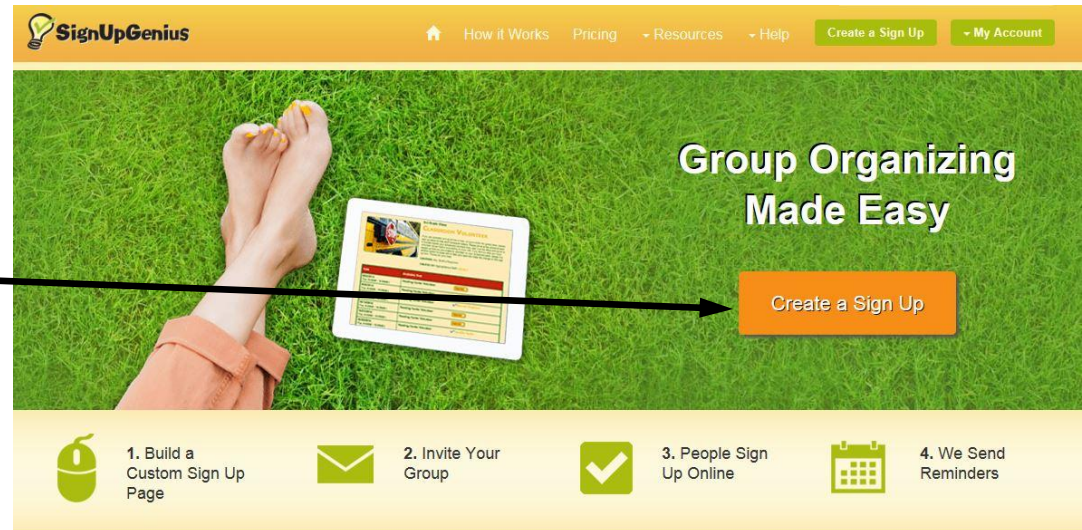 SignUpGenius
How it Works Pricing Resources Help Create a Sign Up My Account
Group Organizing
Made Easy
CLASSROOM VOLUNTEERS
Create a Sign Up
1. Build a
Custom Sign Up
Page
2. Invite Your
Group
3. People Sign
Up Online
4. We Send
Reminders